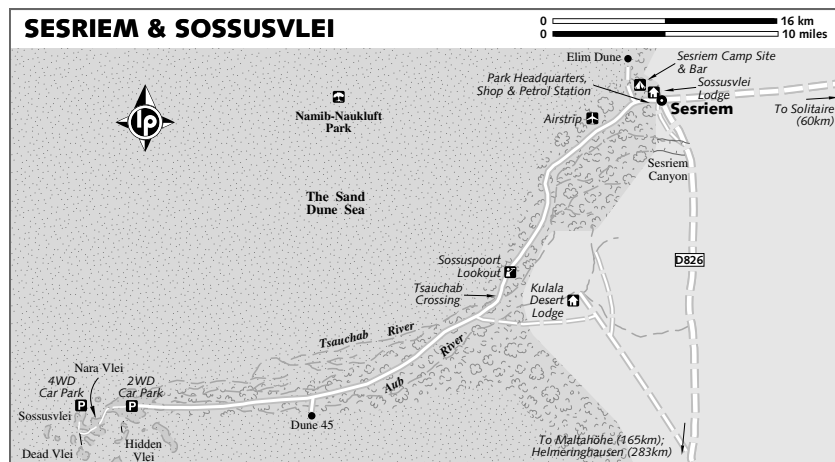 SESRIEM & SOSSUSVLEI
0 16 km
0 10 miles
Elim Dune
Sesriem Camp Site
& Bar
Park Headquarters,
Shop & Petrol Station
Sossusvlei
Lodge
Sesriem
To Solitaire
(60km)
lp
Namib-Naukluft
Park
Airstrip
Sesriem
Canyon
The Sand
Dune Sea
D826
Sossuspoort
Lookout
Tsauchab
Crossing
Kulala
Desert
Lodge
Tsauchab River
Aub River
Nara Vlei
4WD
Car Park
P
2WD
Car Park
P
Sossusvlei
Dune 45
Dead Vlei
Hidden
Vlei
To Maltahöhe (165km);
Helmeringhausen (283km)